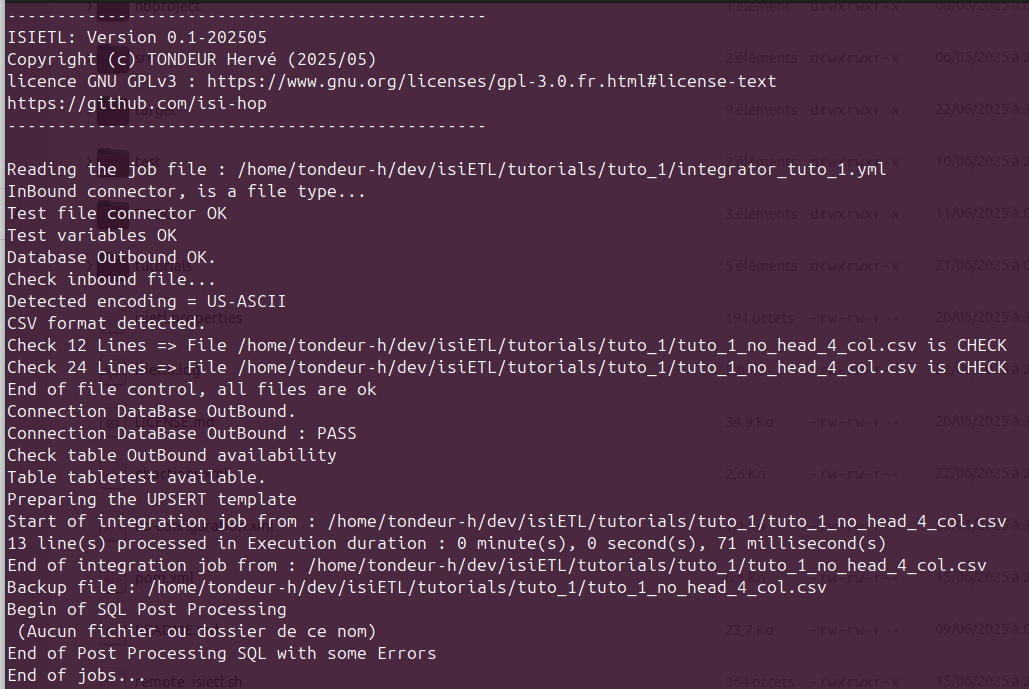 ------------------------------------------------
ISIETL: Version 0.1-202505
Copyright (c) TONDEUR Hervé (2025/05)
licence GNU GPLv3 : https://www.gnu.org/licenses/gpl-3.0.fr.html#license-text
https://github.com/isi-hop
------------------------------------------------
Reading the job file : /home/tondeur-h/dev/isiETL/tutorials/tuto_1/integrator_tuto_1.yml
InBound connector, is a file type...
Test file connector OK
Test variables OK
Database Outbound OK.
Check inbound file...
Detected encoding = US-ASCII
CSV format detected.
Check 12 Lines => File /home/tondeur-h/dev/isiETL/tutorials/tuto_1/tuto_1_no_head_4_col.csv is CHECK
Check 24 Lines => File /home/tondeur-h/dev/isiETL/tutorials/tuto_1/tuto_1_no_head_4_col.csv is CHECK
End of file control, all files are ok
Connection DataBase OutBound.
Connection DataBase OutBound : PASS
Check table OutBound availability
Table tabletest available.
Preparing the UPSERT template
Start of integration job from : /home/tondeur-h/dev/isiETL/tutorials/tuto_1/tuto_1_no_head_4_col.csv
13 line(s) processed in Execution duration : 0 minute(s), 0 second(s), 71 millisecond(s)
End of integration job from : /home/tondeur-h/dev/isiETL/tutorials/tuto_1/tuto_1_no_head_4_col.csv
Backup file : /home/tondeur-h/dev/isiETL/tutorials/tuto_1/tuto_1_no_head_4_col.csv
Begin of SQL Post Processing
(Aucun fichier ou dossier de ce nom)
End of Post Processing SQL with some Errors
End of jobs...